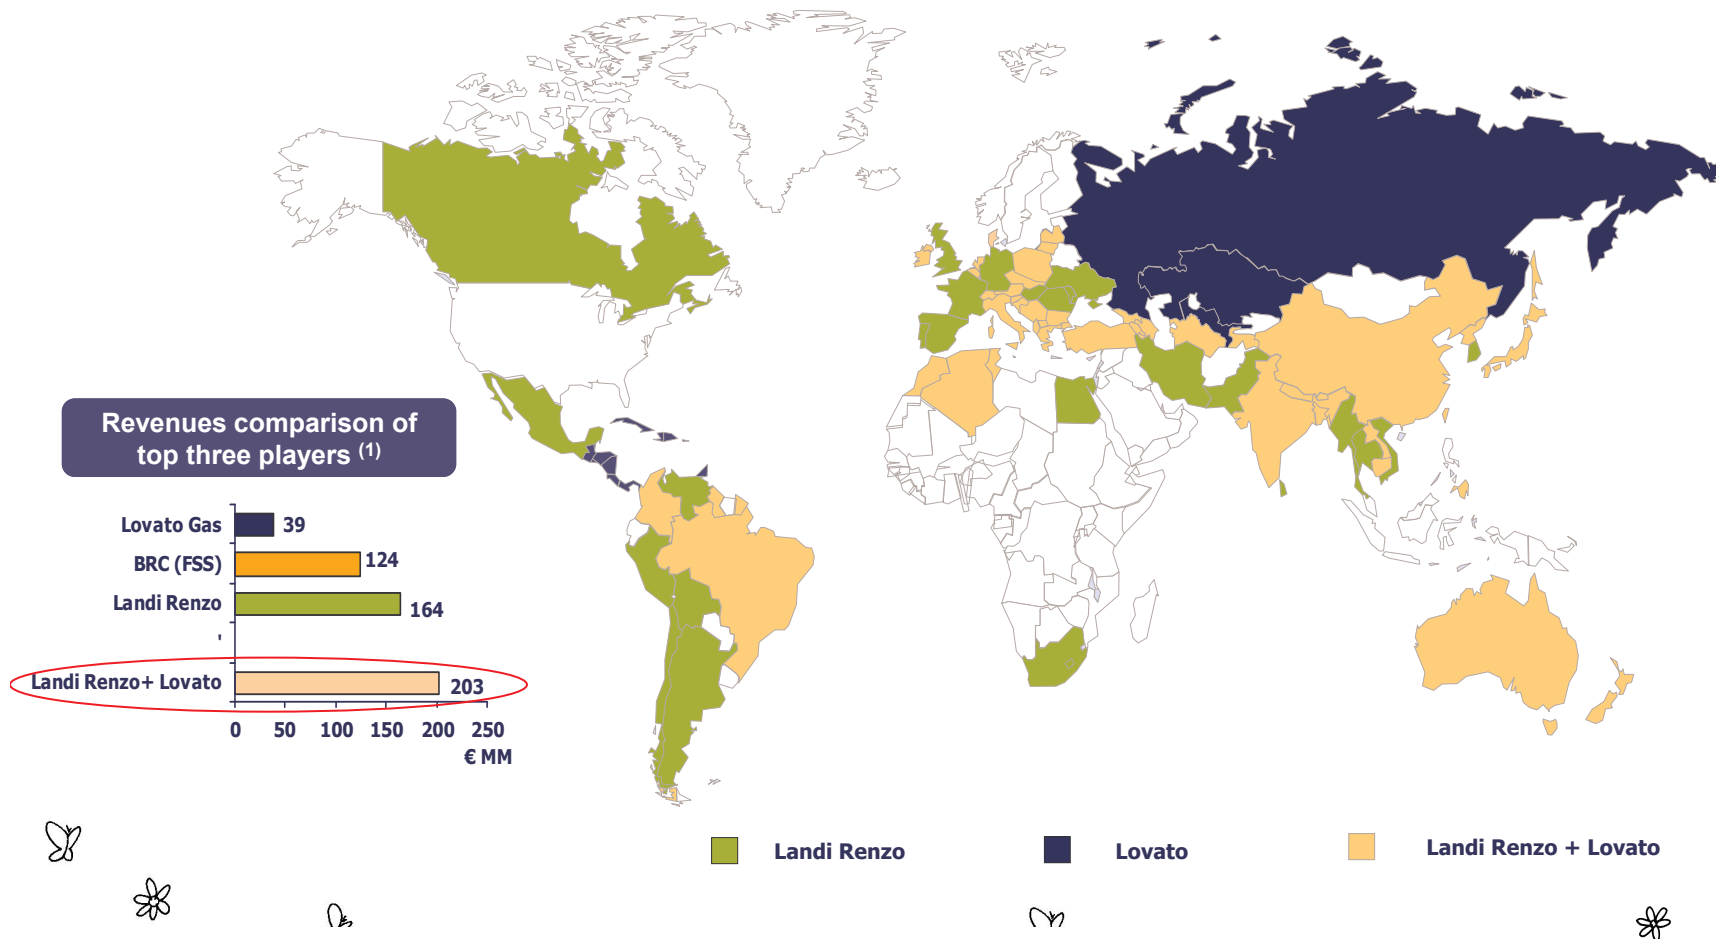 Revenues comparison of
top three players (1)
Lovato Gas 39
BRC (FSS) 124
Landi Renzo 164
'
Landi Renzo+ Lovato 203
0 50 100 150 200 250
€ MM
Landi Renzo Lovato Landi Renzo + Lovato